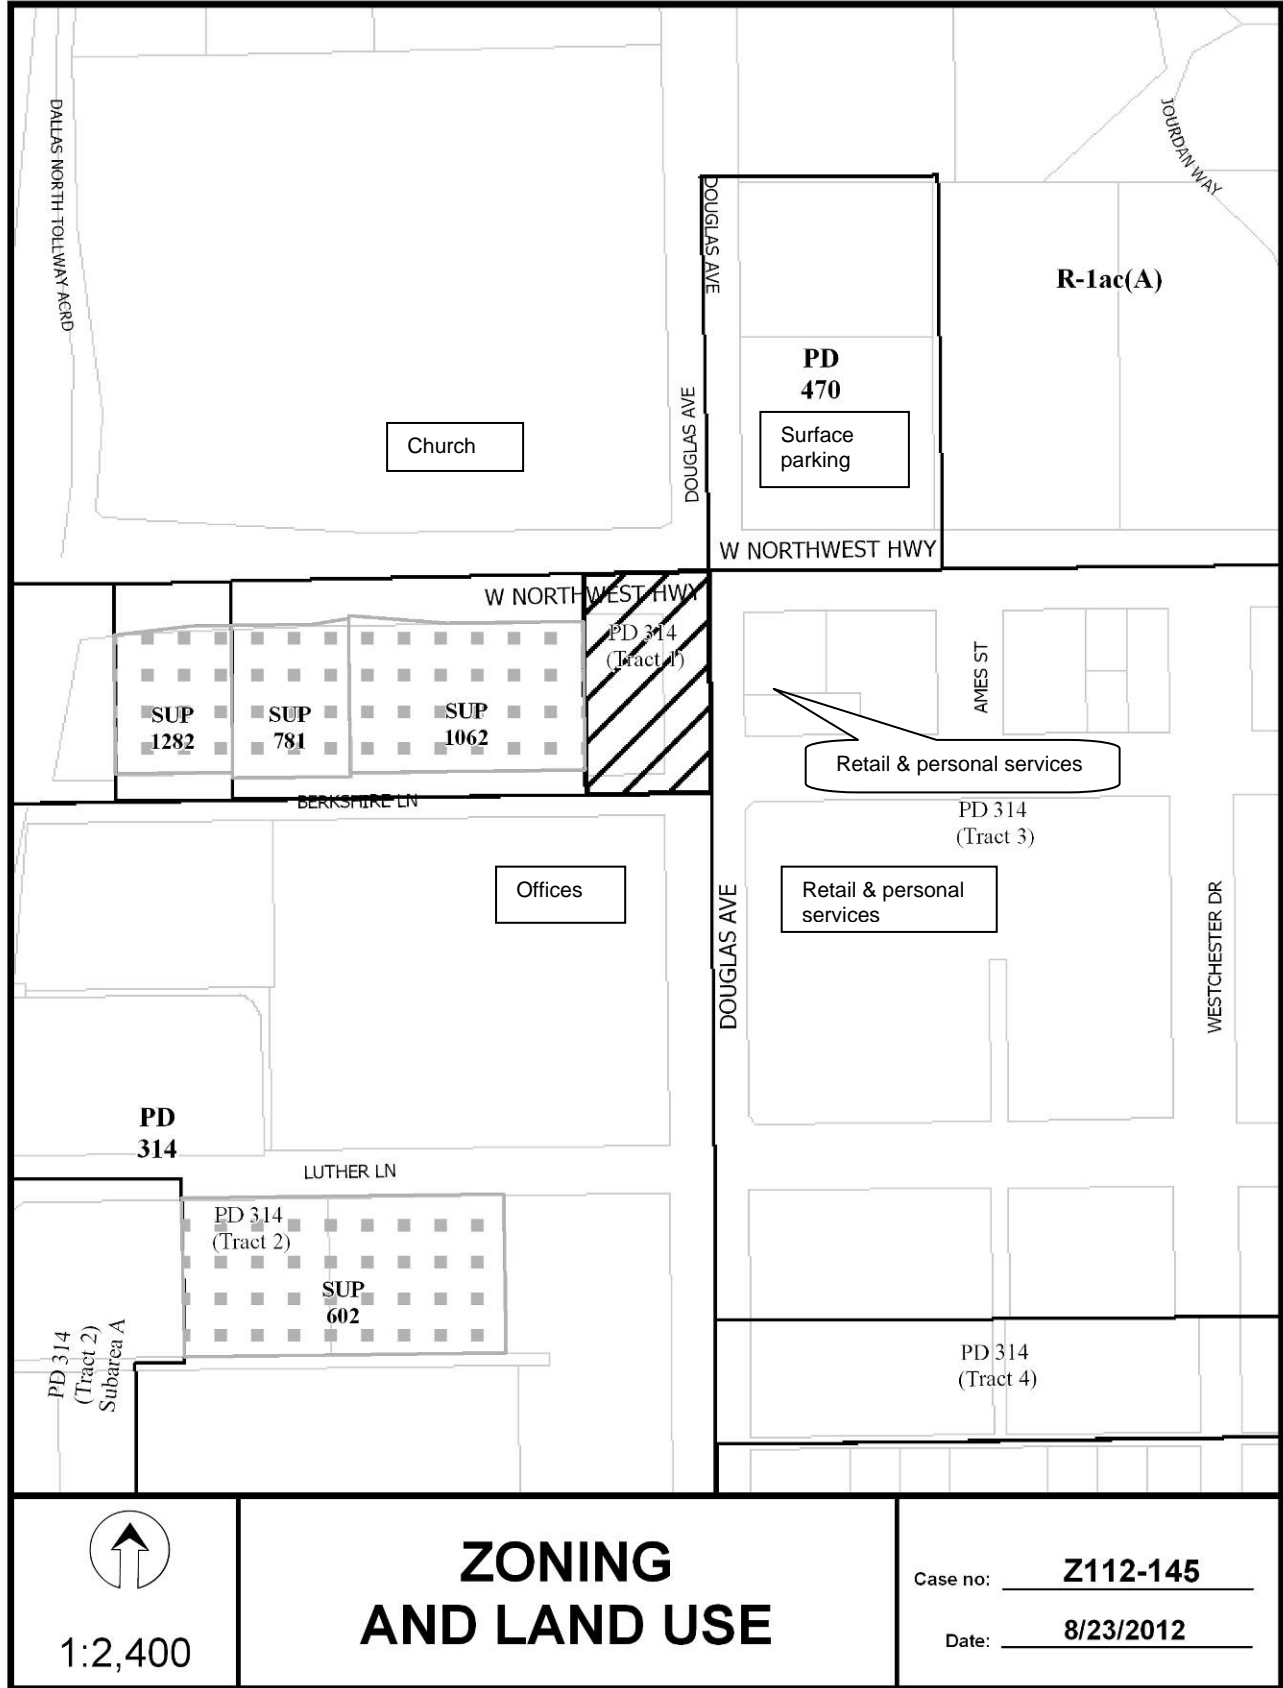 DALLAS NORTH TOLLWAY ACRD
JOURDAN WAY
DOUGLAS AVE
R-1ac(A)
PD
470
DOUGLAS AVE
Church
Surface
parking
W NORTHWEST HWY
W NORTHWEST HWY
PD 314
(Tract 1)
AMES ST
SUP
1282
SUP
781
SUP
1062
Retail & personal services
BERKSHIRE LN
PD 314
(Tract 3)
Offices
Retail & personal
services
DOUGLAS AVE
WESTCHESTER DR
PD
314
LUTHER LN
PD 314
(Tract 2)
SUP
602
PD 314
(Tract 2)
Subarea A
PD 314
(Tract 4)
1:2,400
ZONING
AND LAND USE
Case no: Z112-145
Date: 8/23/2012